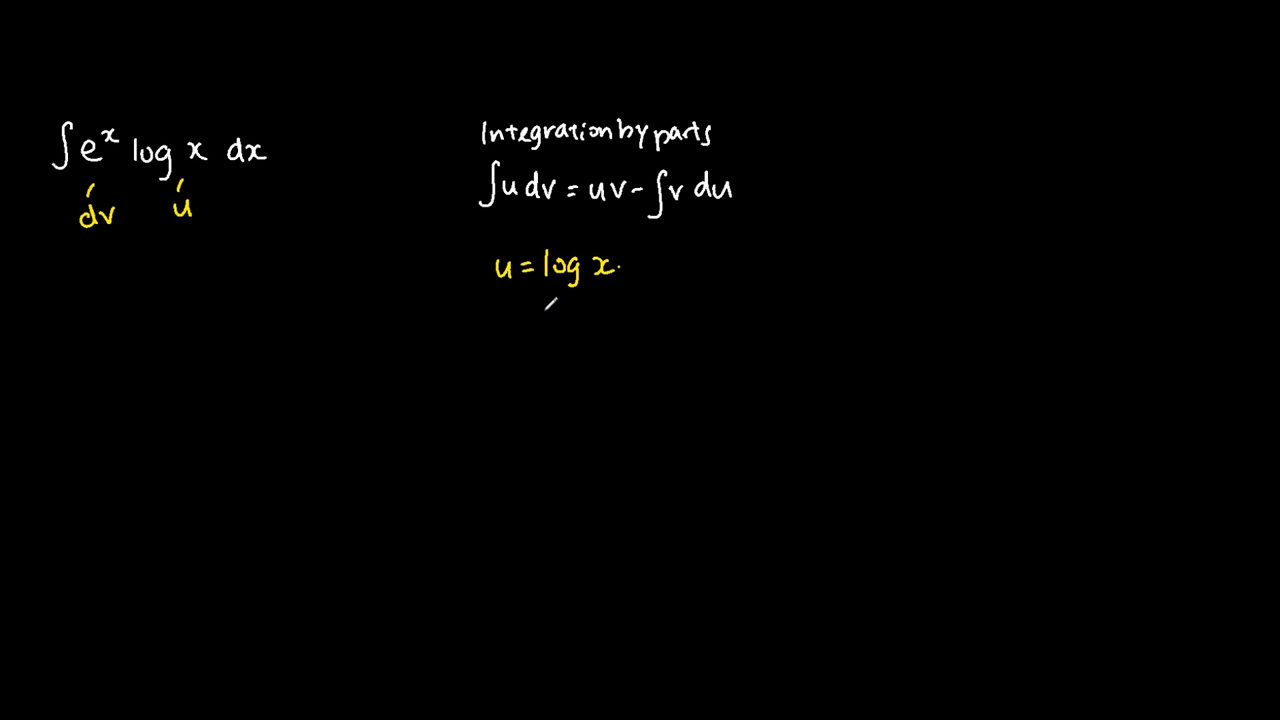 ∫eˣ log x dx
dv u
Integration by parts
∫u dv = uv - ∫v du
u = log x.